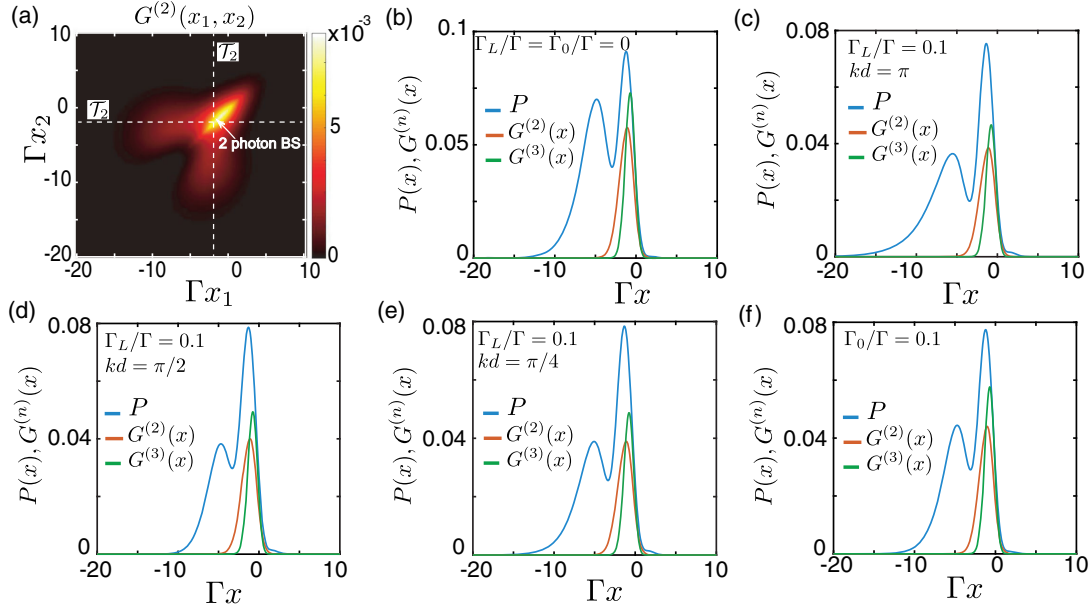 (a)
G^(2)(x_1, x_2)
×10^-3
10
0
-10
-20
Γx_2
T_2
T_2
2 photon BS
5
0
-20
-10
0
10
Γx_1
(b)
0.1
0.05
0
P(x), G^(n)(x)
Γ_L/Γ = Γ_0/Γ = 0
P
G^(2)(x)
G^(3)(x)
-20
-10
0
10
Γx
(c)
0.08
0.04
0
P(x), G^(n)(x)
Γ_L/Γ = 0.1
kd = π
P
G^(2)(x)
G^(3)(x)
-20
-10
0
10
Γx
(d)
0.08
0.04
0
P(x), G^(n)(x)
Γ_L/Γ = 0.1
kd = π/2
P
G^(2)(x)
G^(3)(x)
-20
-10
0
10
Γx
(e)
0.08
0.04
0
P(x), G^(n)(x)
Γ_L/Γ = 0.1
kd = π/4
P
G^(2)(x)
G^(3)(x)
-20
-10
0
10
Γx
(f)
0.08
0.04
0
P(x), G^(n)(x)
Γ_0/Γ = 0.1
P
G^(2)(x)
G^(3)(x)
-20
-10
0
10
Γx